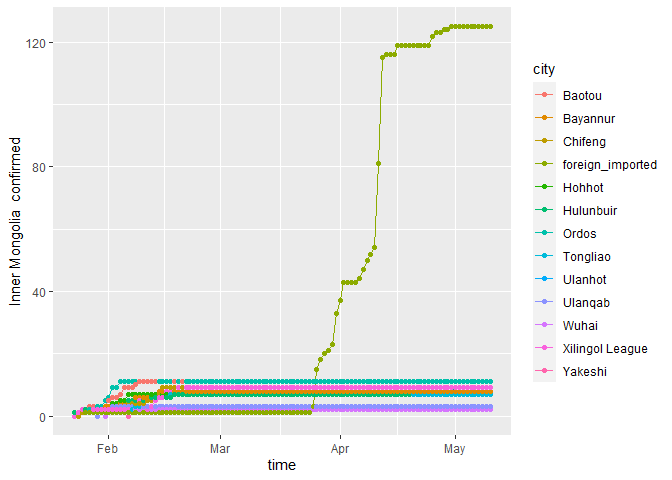 120
80
40
0
Inner Mongolia confirmed
Feb
Mar
Apr
May
time
city
Baotou
Bayannur
Chifeng
foreign_imported
Hohhot
Hulunbuir
Ordos
Tongliao
Ulanhot
Ulanqab
Wuhai
Xilingol League
Yakeshi